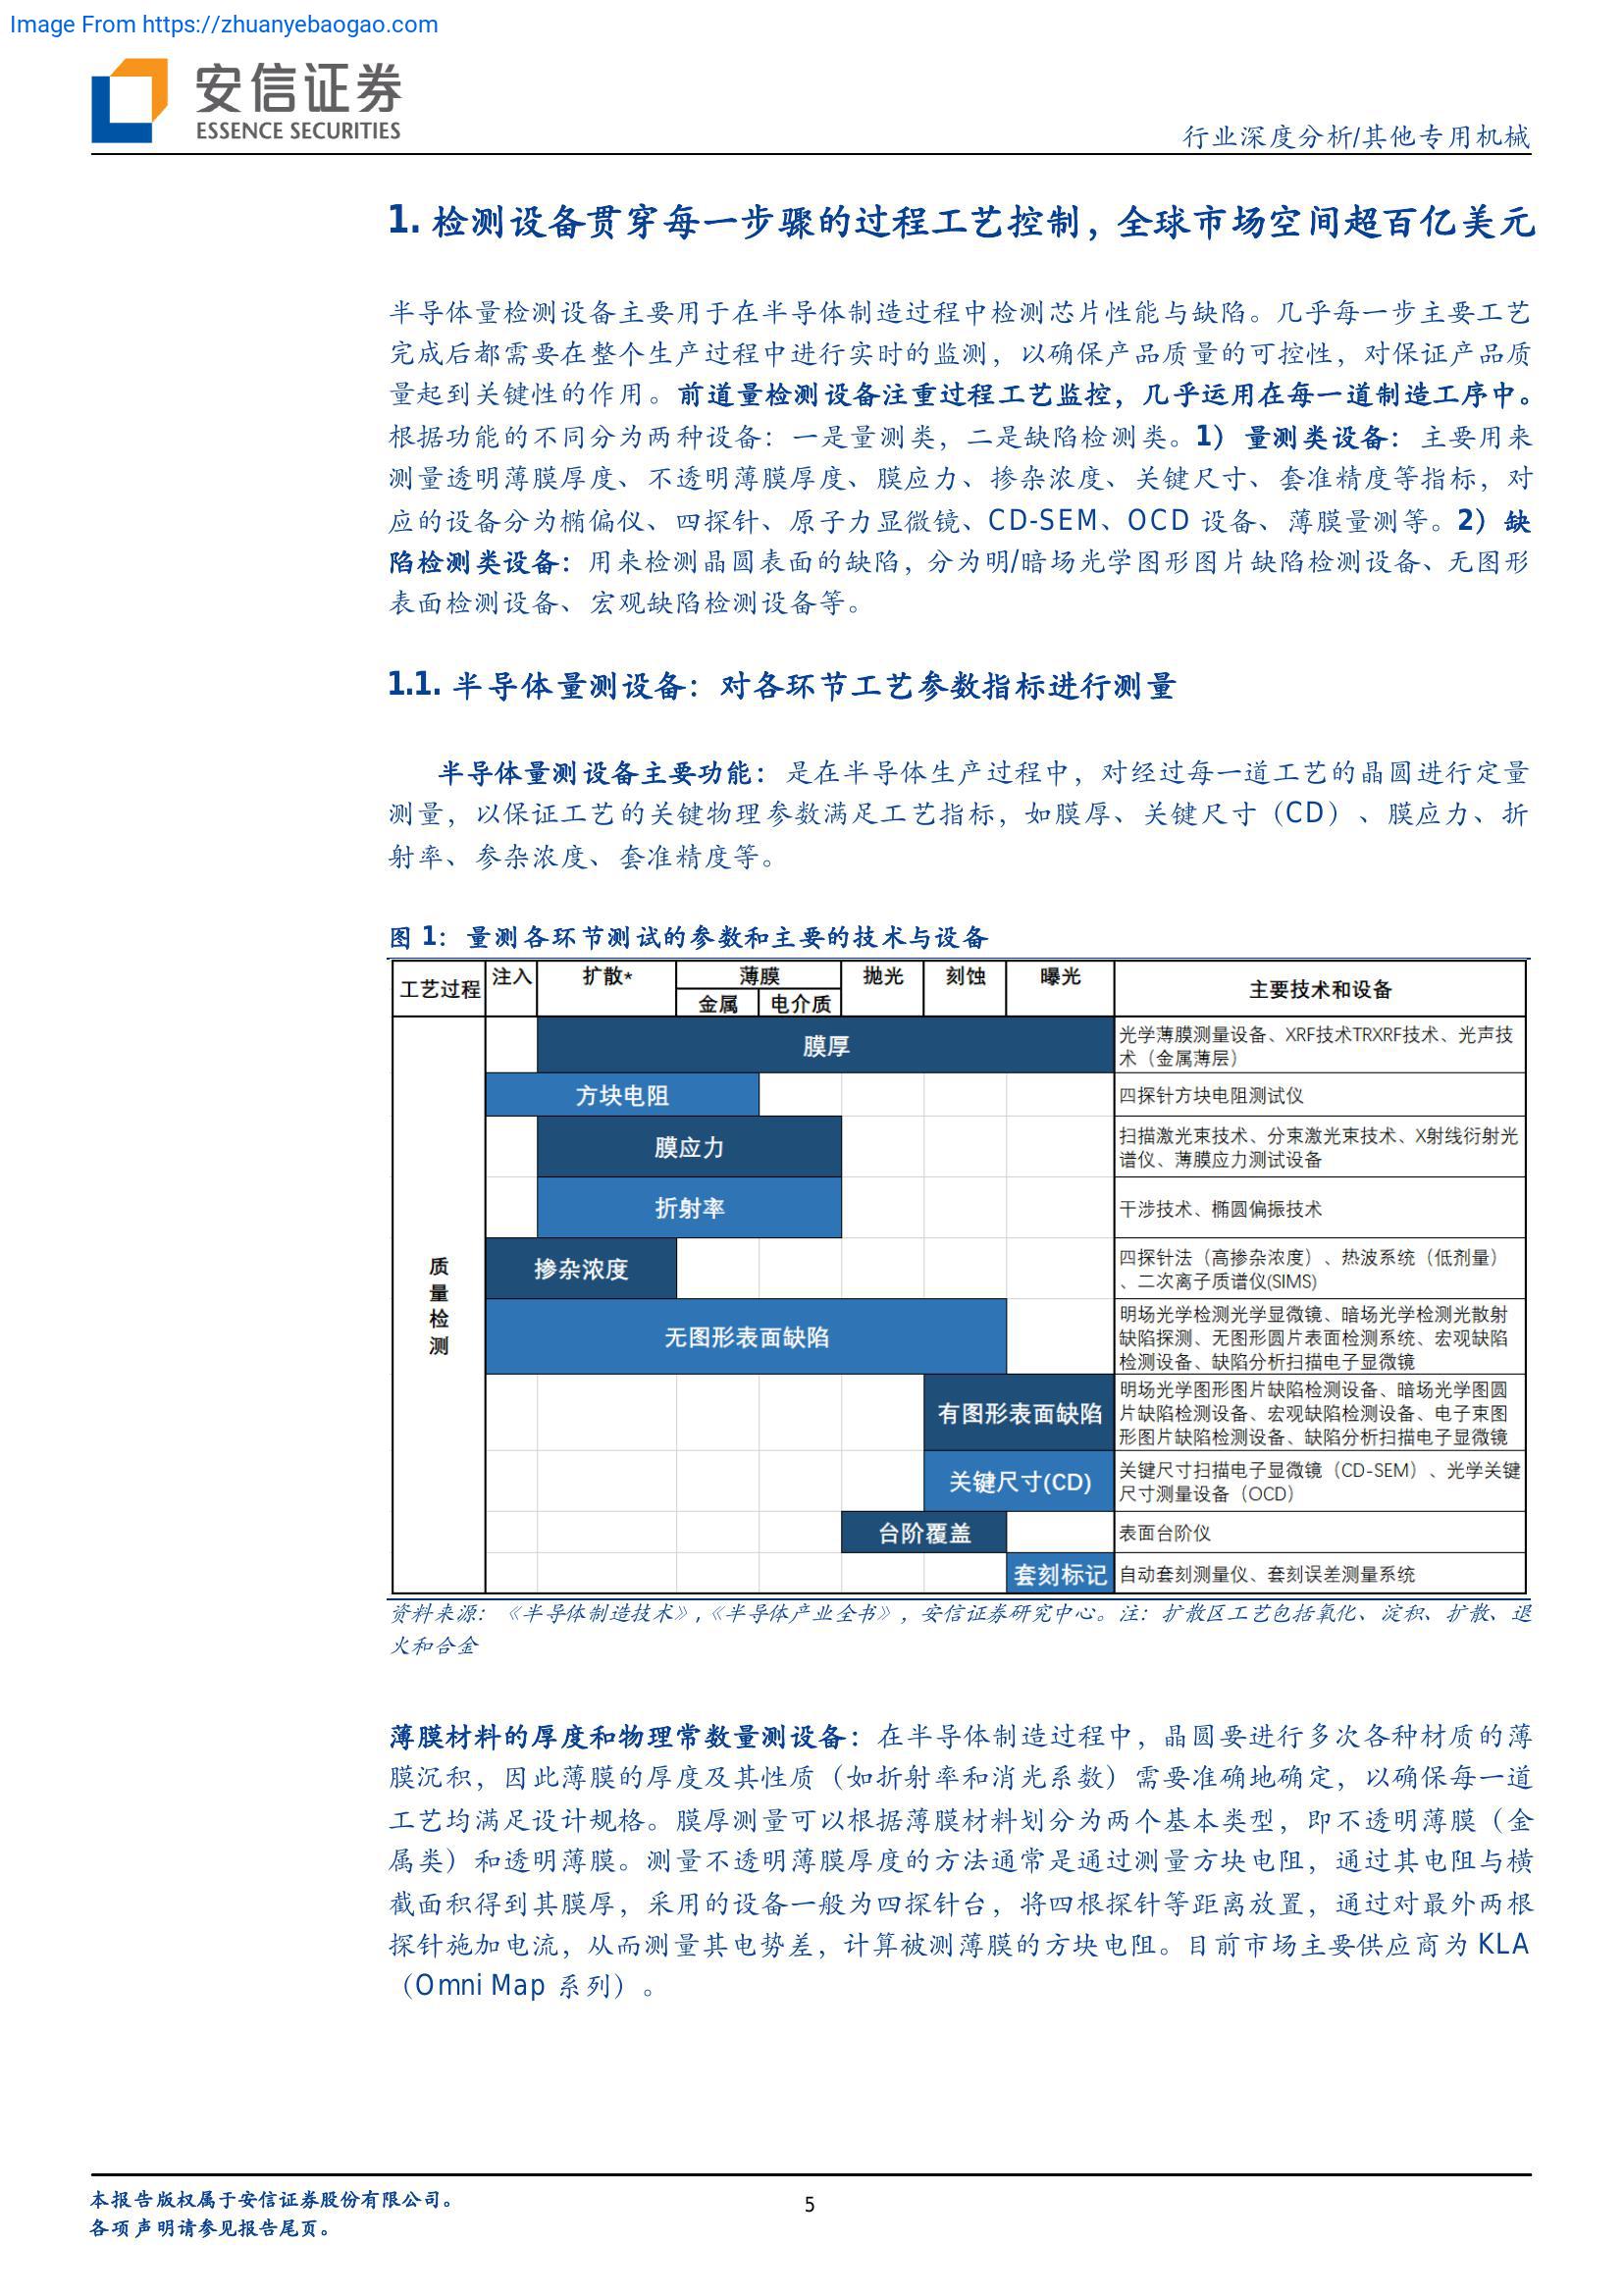 Image From https://zhuanyebaogao.com
安信证券
ESSENCE SECURITIES
行业深度分析/其他专用机械
1. 检测设备贯穿每一步骤的过程工艺控制，全球市场空间超百亿美元
半导体量检测设备主要用于在半导体制造过程中检测芯片性能与缺陷。几乎每一步主要工艺
完成后都需要在整个生产过程中进行实时的监测，以确保产品质量的可控性，对保证产品质
量起到关键性的作用。前道量检测设备注重过程工艺监控，几乎运用在每一道制造工序中。
根据功能的不同分为两种设备：一是量测类，二是缺陷检测类。1）量测类设备：主要用来
测量透明薄膜厚度、不透明薄膜厚度、膜应力、掺杂浓度、关键尺寸、套准精度等指标，对
应的设备分为椭偏仪、四探针、原子力显微镜、CD-SEM、OCD 设备、薄膜量测等。2）缺
陷检测类设备：用来检测晶圆表面的缺陷，分为明/暗场光学图形图片缺陷检测设备、无图形
表面检测设备、宏观缺陷检测设备等。
1.1. 半导体量测设备：对各环节工艺参数指标进行测量
半导体量测设备主要功能：是在半导体生产过程中，对经过每一道工艺的晶圆进行定量
测量，以保证工艺的关键物理参数满足工艺指标，如膜厚、关键尺寸（CD）、膜应力、折
射率、参杂浓度、套准精度等。
图 1：量测各环节测试的参数和主要的技术与设备
工艺过程 注入 扩散* 薄膜 抛光 刻蚀 曝光 主要技术和设备
金属 电介质
质量检测
膜厚
光学薄膜测量设备、XRF技术TRXRF技术、光声技
术（金属薄层）
方块电阻
四探针方块电阻测试仪
膜应力
扫描激光束技术、分束激光束技术、X射线衍射光
谱仪、薄膜应力测试设备
折射率
干涉技术、椭圆偏振技术
掺杂浓度
四探针法（高掺杂浓度）、热波系统（低剂量）
、二次离子质谱仪(SIMS)
无图形表面缺陷
明场光学检测光学显微镜、暗场光学检测光散射
缺陷探测、无图形圆片表面检测系统、宏观缺陷
检测设备、缺陷分析扫描电子显微镜
有图形表面缺陷
明场光学图形图片缺陷检测设备、暗场光学图圆
片缺陷检测设备、宏观缺陷检测设备、电子束图
形图片缺陷检测设备、缺陷分析扫描电子显微镜
关键尺寸(CD)
关键尺寸扫描电子显微镜（CD-SEM）、光学关键
尺寸测量设备（OCD）
台阶覆盖
表面台阶仪
套刻标记
自动套刻测量仪、套刻误差测量系统
资料来源：《半导体制造技术》,《半导体产业全书》，安信证券研究中心。注：扩散区工艺包括氧化、淀积、扩散、退
火和合金
薄膜材料的厚度和物理常数量测设备：在半导体制造过程中，晶圆要进行多次各种材质的薄
膜沉积，因此薄膜的厚度及其性质（如折射率和消光系数）需要准确地确定，以确保每一道
工艺均满足设计规格。膜厚测量可以根据薄膜材料划分为两个基本类型，即不透明薄膜（金
属类）和透明薄膜。测量不透明薄膜厚度的方法通常是通过测量方块电阻，通过其电阻与横
截面积得到其膜厚，采用的设备一般为四探针台，将四根探针等距离放置，通过对最外两根
探针施加电流，从而测量其电势差，计算被测薄膜的方块电阻。目前市场主要供应商为 KLA
（Omni Map 系列）。
本报告版权属于安信证券股份有限公司。
各项声明请参见报告尾页。
5